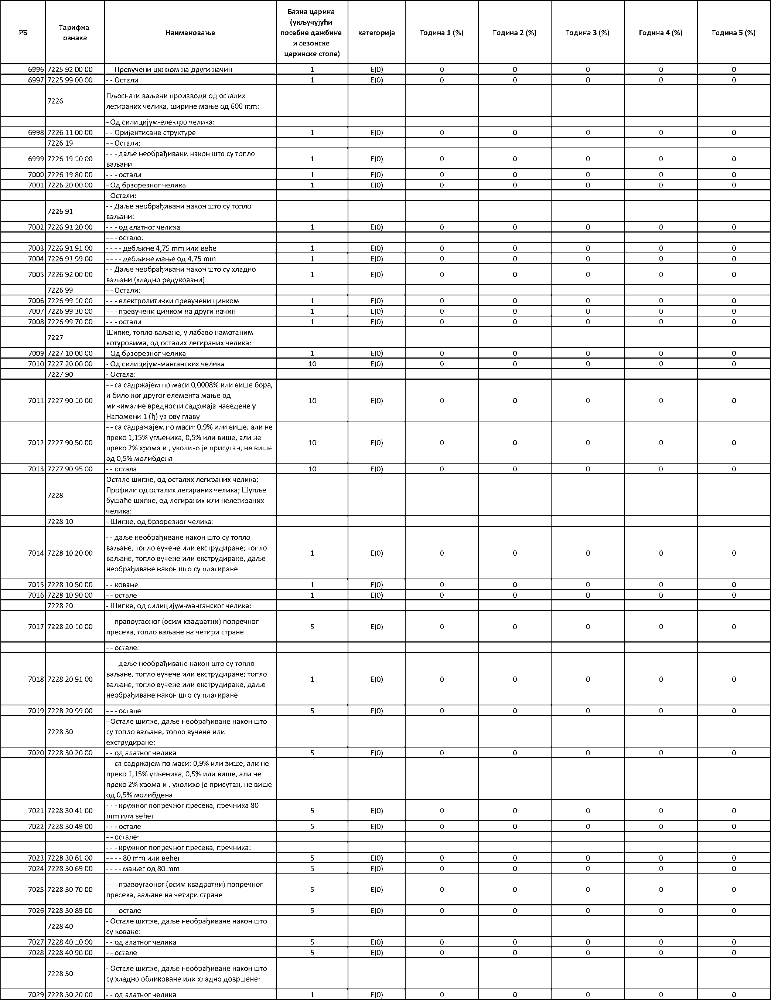 РБ Тарифна ознака Наименовање Базна царина (укључујући посебне дажбине и сезонске царинске стопе) категорија Година 1 (%) Година 2 (%) Година 3 (%) Година 4 (%) Година 5 (%)
6996 7225 92 00 00 - - Превучени цинком на други начин 1 E(0) 0 0 0 0 0
6997 7225 99 00 00 - - Остали 1 E(0) 0 0 0 0 0
7226 Пљоснати ваљани производи од осталих
легираних челика, ширине мање од 600 mm:
- Од силицијум-електро челика:
6998 7226 11 00 00 - - Оријентисане структуре 1 E(0) 0 0 0 0 0
7226 19 - - Остали:
6999 7226 19 10 00 - - - даље необрађивани након што су топло
ваљани 1 E(0) 0 0 0 0 0
7000 7226 19 80 00 - - - остали 1 E(0) 0 0 0 0 0
7001 7226 20 00 00 - Од брзорезног челика 1 E(0) 0 0 0 0 0
- Остали:
7226 91 - - Даље необрађивани након што су топло
ваљани:
7002 7226 91 20 00 - - - од алатног челика 1 E(0) 0 0 0 0 0
- - - остало:
7003 7226 91 91 00 - - - - дебљине 4,75 mm или веће 1 E(0) 0 0 0 0 0
7004 7226 91 99 00 - - - - дебљине мање од 4,75 mm 1 E(0) 0 0 0 0 0
7005 7226 92 00 00 - - Даље необрађивани након што су хладно
ваљани (хладно редуковани) 1 E(0) 0 0 0 0 0
7226 99 - - Остали:
7006 7226 99 10 00 - - - електролитички превучени цинком 1 E(0) 0 0 0 0 0
7007 7226 99 30 00 - - - превучени цинком на други начин 1 E(0) 0 0 0 0 0
7008 7226 99 70 00 - - - остали 1 E(0) 0 0 0 0 0
7227 Шипке, топло ваљане, у лабаво намотаним
котуровима, од осталих легираних челика:
7009 7227 10 00 00 - Од брзорезног челика 1 E(0) 0 0 0 0 0
7010 7227 20 00 00 - Од силицијум-манганских челика 10 E(0) 0 0 0 0 0
7227 90 - Остала:
7011 7227 90 10 00 - - са садржајем по маси 0,0008% или више бора,
и било ког другог елемента мање од
минималне вредности садржаја наведене у
Напомени 1 (ђ) уз ову главу 10 E(0) 0 0 0 0 0
7012 7227 90 50 00 - - са садражајем по маси: 0,9% или више, али не
преко 1,15% угљеника, 0,5% или више, али не
преко 2% хрома и , уколико је присутан, не више
од 0,5% молибдена 10 E(0) 0 0 0 0 0
7013 7227 90 95 00 - - остала 10 E(0) 0 0 0 0 0
7228 Остале шипке, од осталих легираних челика;
Профили од осталих легираних челика; Шупље
бушаће шипке, од легираних или нелегираних
челика:
7228 10 - Шипке, од брзорезног челика:
7014 7228 10 20 00 - - даље необрађиване након што су топло
ваљане, топло вучене или екструдиране; топло
ваљане, топло вучене или екструдиране, даље
необрађиване након што су платиране 1 E(0) 0 0 0 0 0
7015 7228 10 50 00 - - коване 1 E(0) 0 0 0 0 0
7016 7228 10 90 00 - - остале 1 E(0) 0 0 0 0 0
7228 20 - Шипке, од силицијум-манганског челика:
7017 7228 20 10 00 - - правоугаоног (осим квадратни) попречног
пресека, топло ваљане на четири стране 5 E(0) 0 0 0 0 0
- - остале:
7018 7228 20 91 00 - - - даље необрађиване након што су топло
ваљане, топло вучене или екструдиране; топло
ваљане, топло вучене или екструдиране, даље
необрађиване након што су платиране 1 E(0) 0 0 0 0 0
7019 7228 20 99 00 - - - остале 5 E(0) 0 0 0 0 0
7228 30 - Остале шипке, даље необрађиване након што
су топло ваљане, топло вучене или
екструдиране:
7020 7228 30 20 00 - - од алатног челика 5 E(0) 0 0 0 0 0
- - са садржајем по маси: 0,9% или више, али не
преко 1,15% угљеника, 0,5% или више, али не
преко 2% хрома и , уколико је присутан, не више
од 0,5% молибдена
7021 7228 30 41 00 - - - кружног попречног пресека, пречника 80
mm или већег 5 E(0) 0 0 0 0 0
7022 7228 30 49 00 - - - остале 5 E(0) 0 0 0 0 0
- - остале:
- - - кружног попречног пресека, пречника:
7023 7228 30 61 00 - - - - 80 mm или већег 5 E(0) 0 0 0 0 0
7024 7228 30 69 00 - - - - мањег од 80 mm 5 E(0) 0 0 0 0 0
7025 7228 30 70 00 - - - правоугаоног (осим квадратни) попречног
пресека, ваљане на четири стране 5 E(0) 0 0 0 0 0
7026 7228 30 89 00 - - - остале 5 E(0) 0 0 0 0 0
7228 40 - Остале шипке, даље необрађиване након што
су коване:
7027 7228 40 10 00 - - од алатног челика 5 E(0) 0 0 0 0 0
7028 7228 40 90 00 - - остале 5 E(0) 0 0 0 0 0
7228 50 - Остале шипке, даље необрађиване након што
су хладно обликоване или хладно довршене:
7029 7228 50 20 00 - - од алатног челика 1 E(0) 0 0 0 0 0